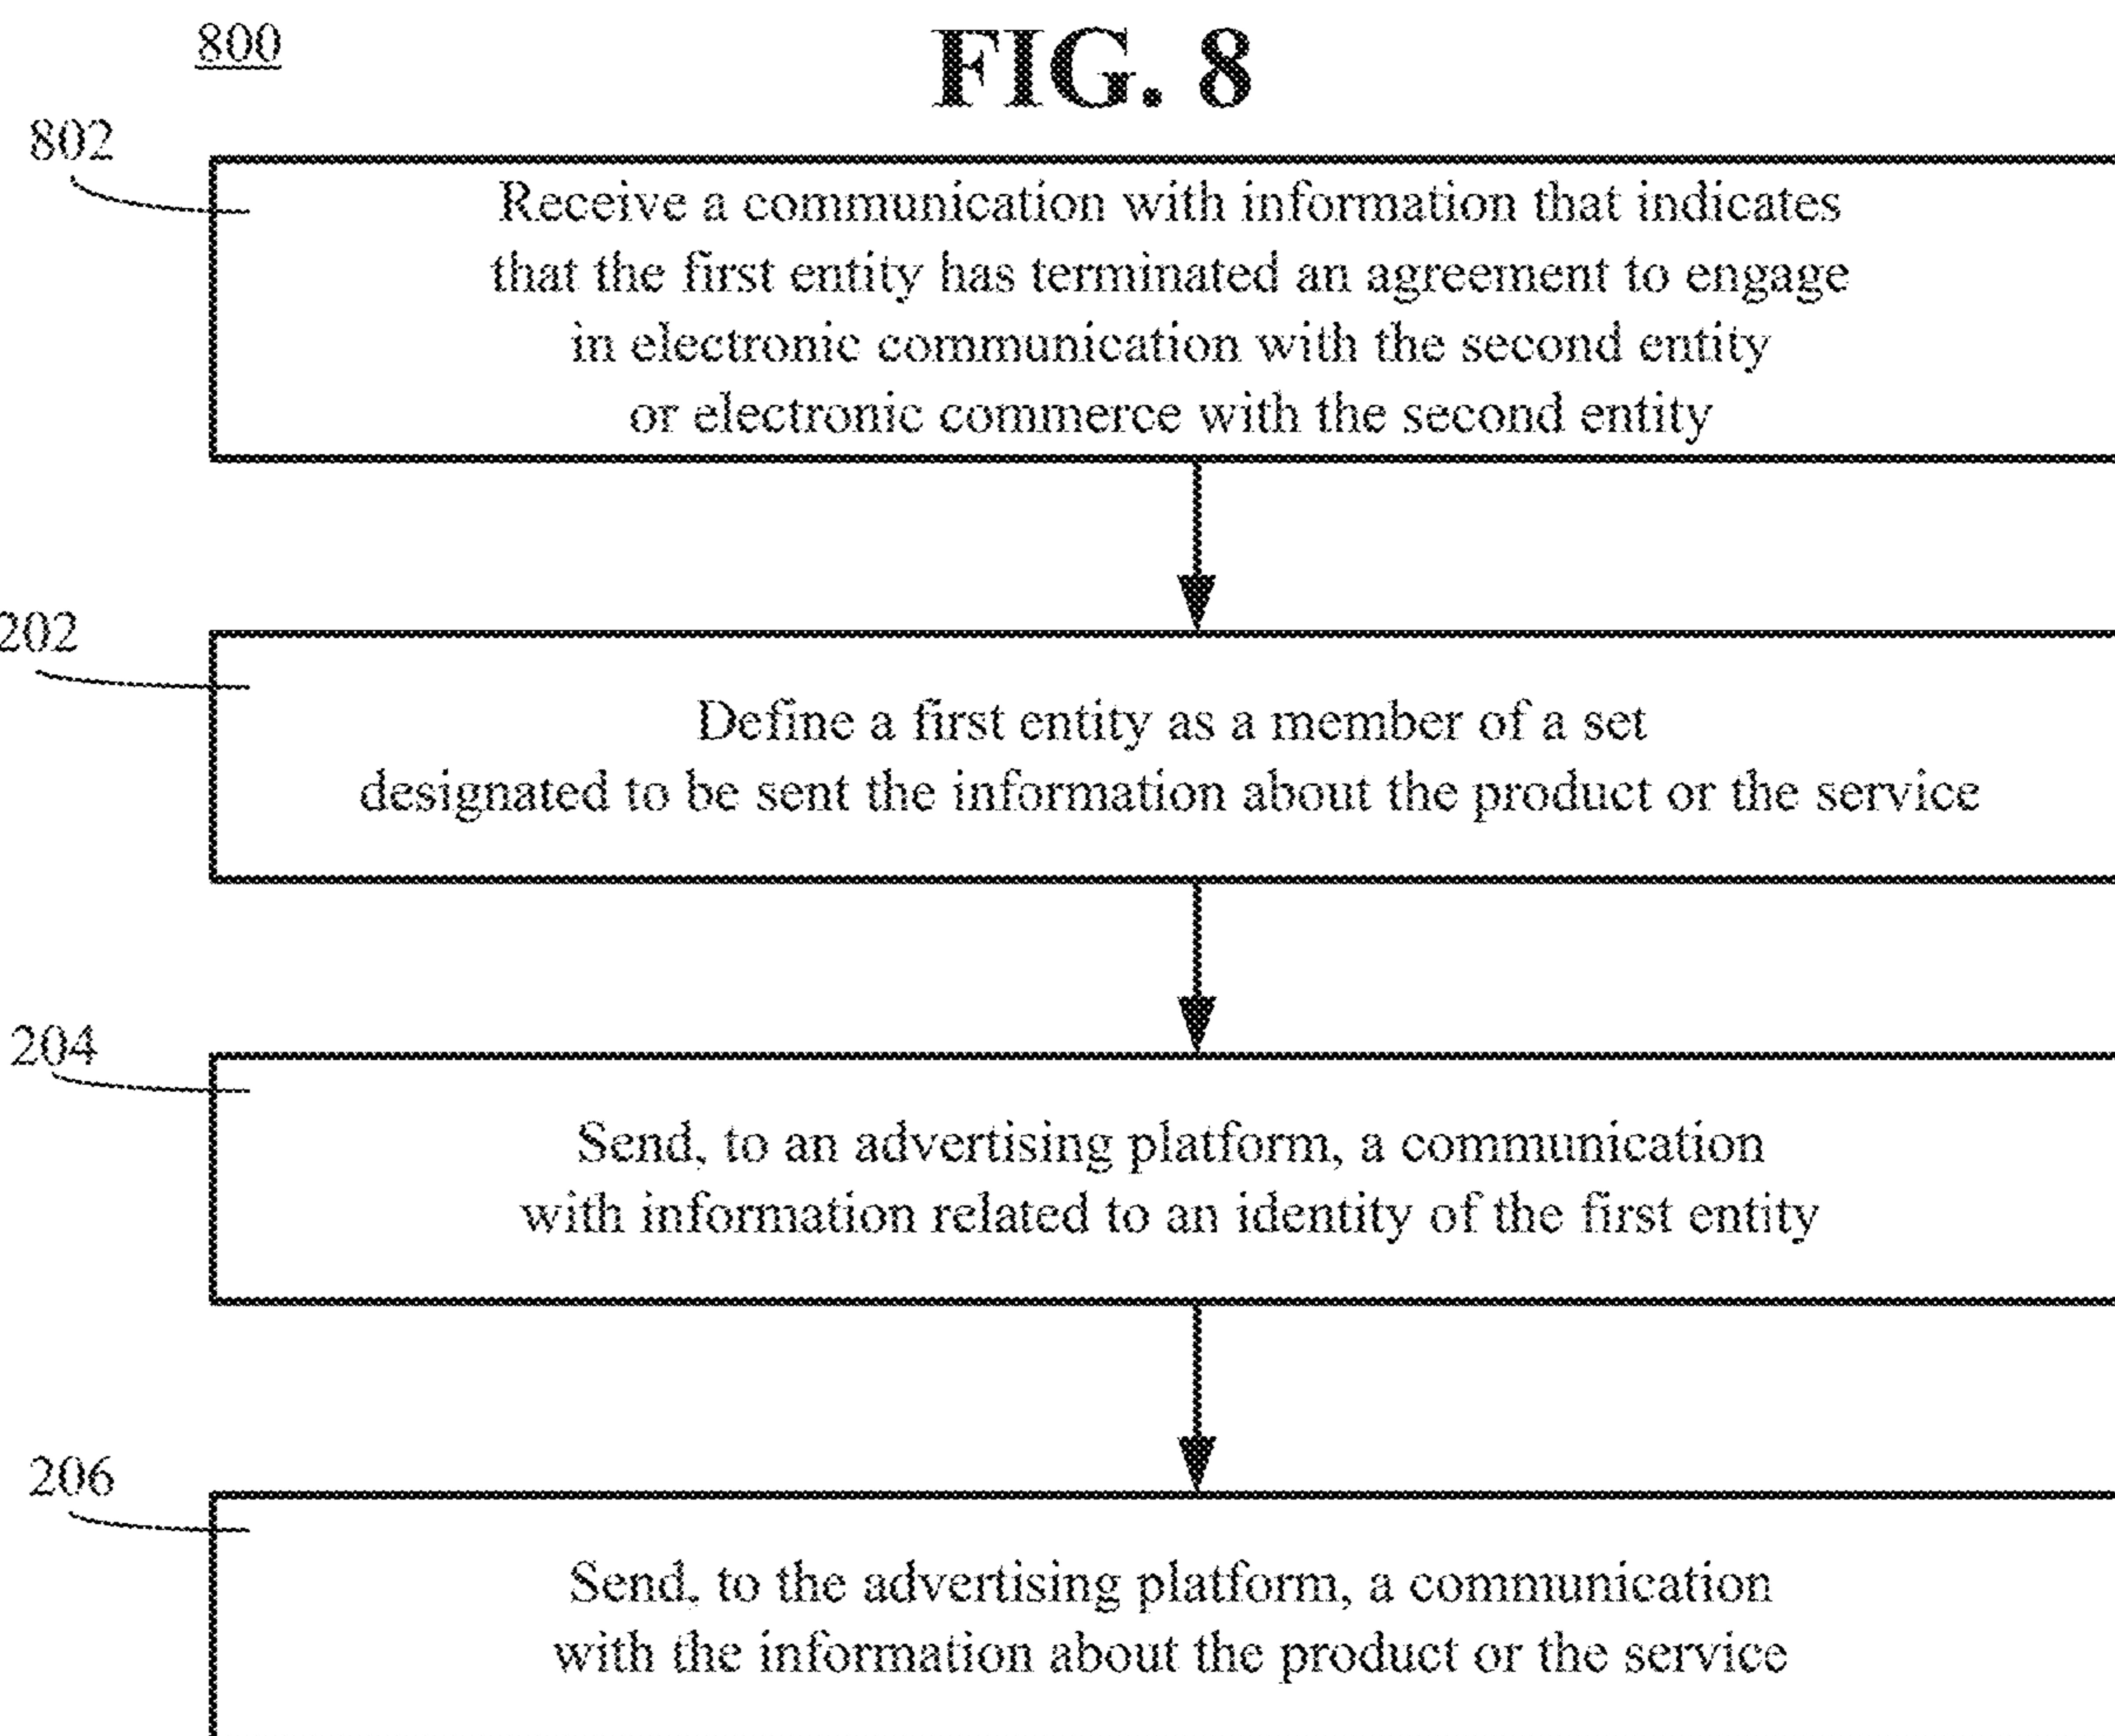 800
FIG. 8
802
Receive a communication with information that indicates
that the first entity has terminated an agreement to engage
in electronic communication with the second entity
or electronic commerce with the second entity
202
Define a first entity as a member of a set
designated to be sent the information about the product or the service
204
Send, to an advertising platform, a communication
with information related to an identity of the first entity
206
Send, to the advertising platform, a communication
with the information about the product or the service